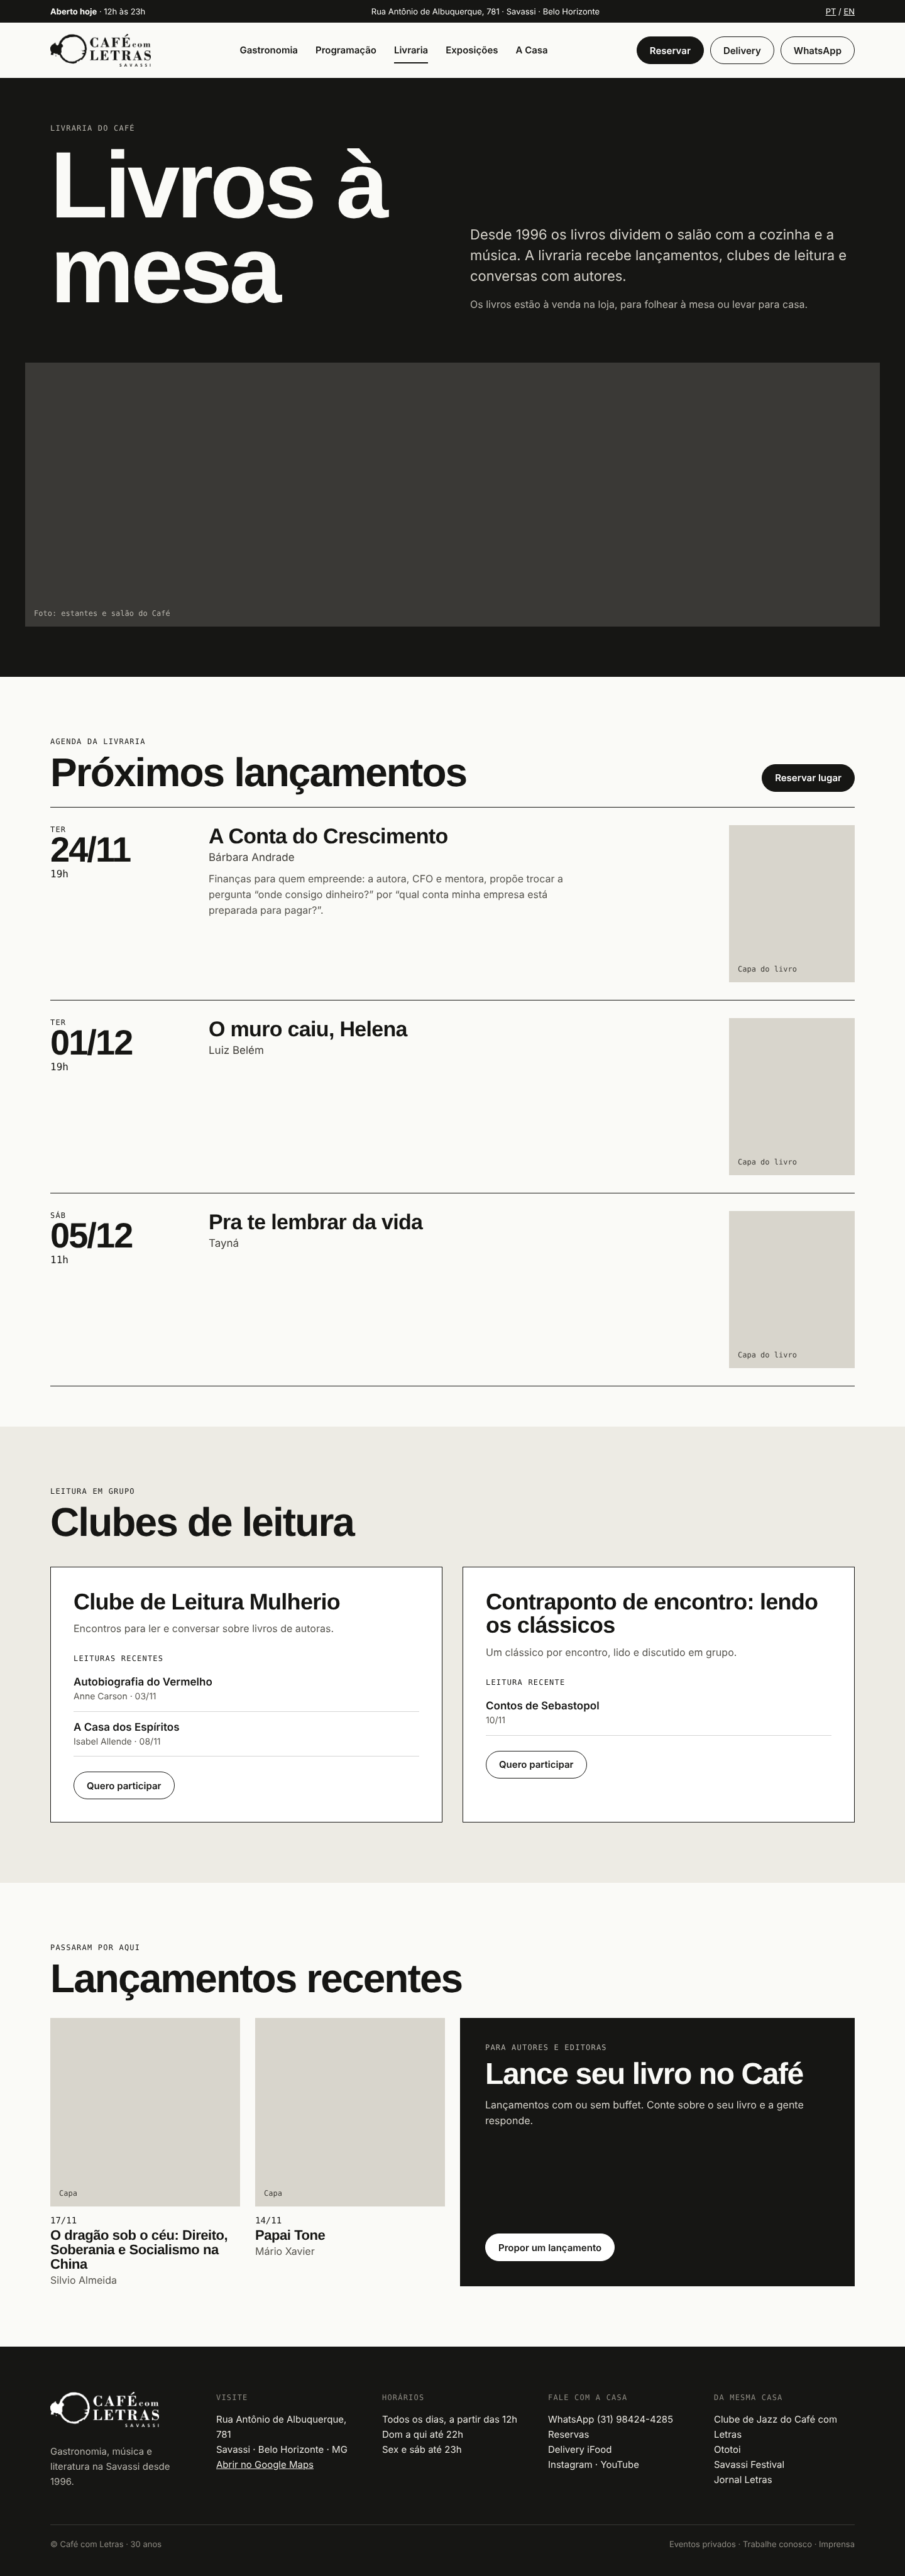 Aberto hoje · 12h às 23h
Rua Antônio de Albuquerque, 781 · Savassi · Belo Horizonte
PT / EN
CAFÉ com
LETRAS
SAVASSI
Gastronomia
Programação
Livraria
Exposições
A Casa
Reservar
Delivery
WhatsApp
LIVRARIA DO CAFÉ
Livros à
mesa
Desde 1996 os livros dividem o salão com a cozinha e a
música. A livraria recebe lançamentos, clubes de leitura e
conversas com autores.
Os livros estão à venda na loja, para folhear à mesa ou levar para casa.
Foto: estantes e salão do Café
AGENDA DA LIVRARIA
Próximos lançamentos
Reservar lugar
TER
24/11
19h
A Conta do Crescimento
Bárbara Andrade
Finanças para quem empreende: a autora, CFO e mentora, propõe trocar a
pergunta “onde consigo dinheiro?” por “qual conta minha empresa está
preparada para pagar?”.
Capa do livro
TER
01/12
19h
O muro caiu, Helena
Luiz Belém
Capa do livro
SÁB
05/12
11h
Pra te lembrar da vida
Tayná
Capa do livro
LEITURA EM GRUPO
Clubes de leitura
Clube de Leitura Mulherio
Encontros para ler e conversar sobre livros de autoras.
LEITURAS RECENTES
Autobiografia do Vermelho
Anne Carson · 03/11
A Casa dos Espíritos
Isabel Allende · 08/11
Quero participar
Contraponto de encontro: lendo
os clássicos
Um clássico por encontro, lido e discutido em grupo.
LEITURA RECENTE
Contos de Sebastopol
10/11
Quero participar
PASSARAM POR AQUI
Lançamentos recentes
Capa
17/11
O dragão sob o céu: Direito,
Soberania e Socialismo na
China
Silvio Almeida
Capa
14/11
Papai Tone
Mário Xavier
PARA AUTORES E EDITORAS
Lance seu livro no Café
Lançamentos com ou sem buffet. Conte sobre o seu livro e a gente
responde.
Propor um lançamento
CAFÉ com
LETRAS
SAVASSI
Gastronomia, música e
literatura na Savassi desde
1996.
VISITE
Rua Antônio de Albuquerque,
781
Savassi · Belo Horizonte · MG
Abrir no Google Maps
HORÁRIOS
Todos os dias, a partir das 12h
Dom a qui até 22h
Sex e sáb até 23h
FALE COM A CASA
WhatsApp (31) 98424-4285
Reservas
Delivery iFood
Instagram · YouTube
DA MESMA CASA
Clube de Jazz do Café com
Letras
Ototoi
Savassi Festival
Jornal Letras
© Café com Letras · 30 anos
Eventos privados · Trabalhe conosco · Imprensa